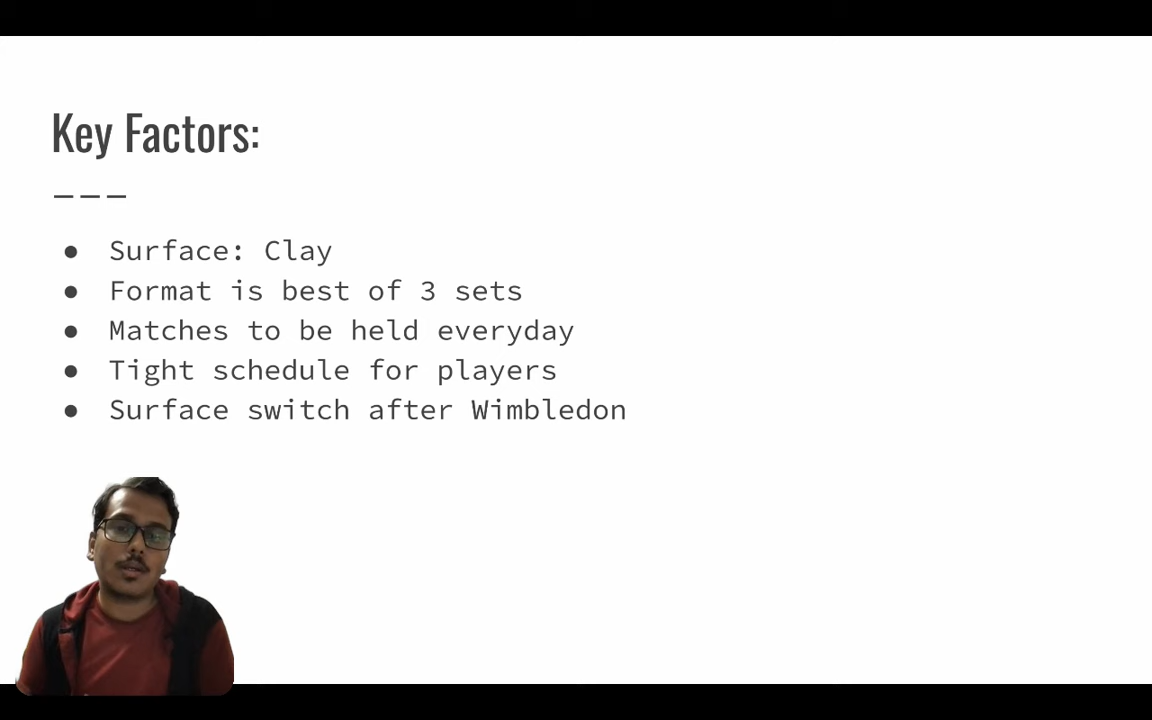 Key Factors:
● Surface: Clay
● Format is best of 3 sets
● Matches to be held everyday
● Tight schedule for players
● Surface switch after Wimbledon